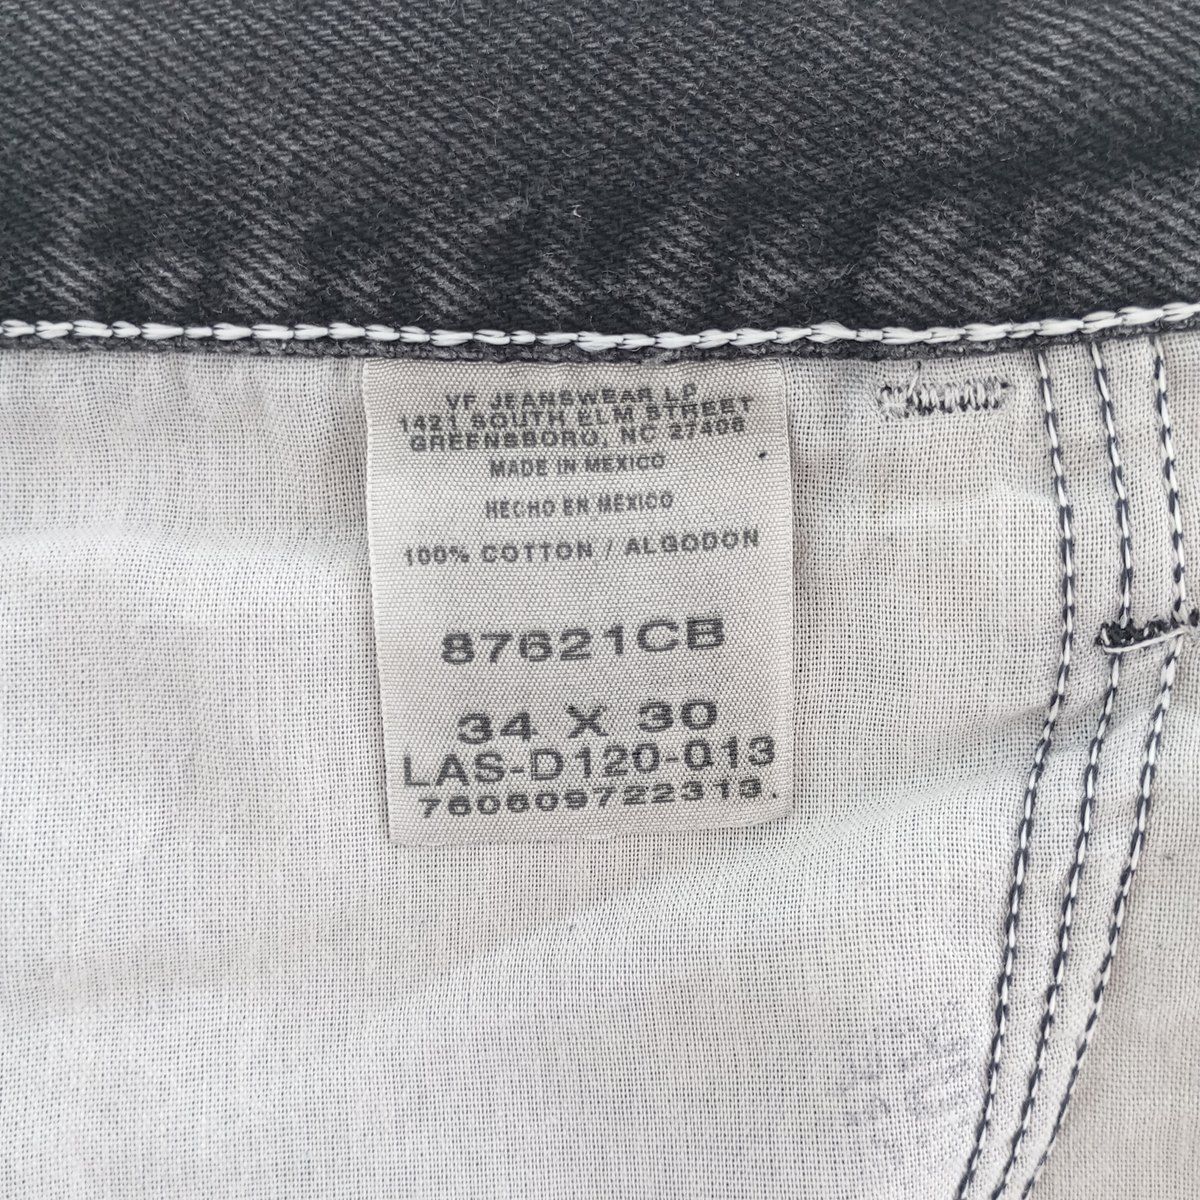 VF JEANSWEAR LP
1421 SOUTH ELM STREET
GREENSBORO, NC 27406
MADE IN MEXICO
HECHO EN MEXICO
100% COTTON / ALGODON
87621CB
34 X 30
LAS-D120-Q13
760609722313.